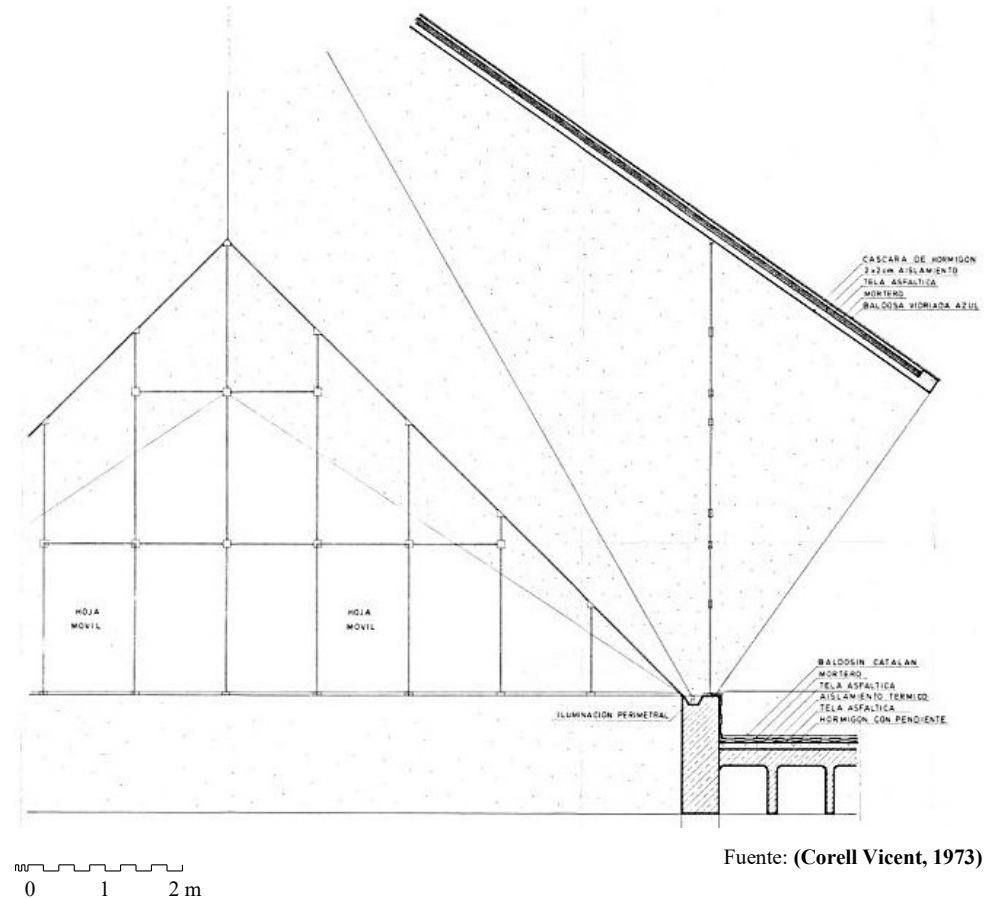 CASCARA DE HORMIGON
2x2cm AISLAMIENTO
TELA ASFALTICA
MORTERO
BALDOSA VIDRIADA AZUL
HOJA
MOVIL
HOJA
MOVIL
BALDOSIN CATALAN
MORTERO
TELA ASFALTICA
AISLAMIENTO TERMICO
TELA ASFALTICA
HORMIGON CON PENDIENTE
ILUMINACION PERIMETRAL
Fuente: (Corell Vicent, 1973)
0 1 2 m